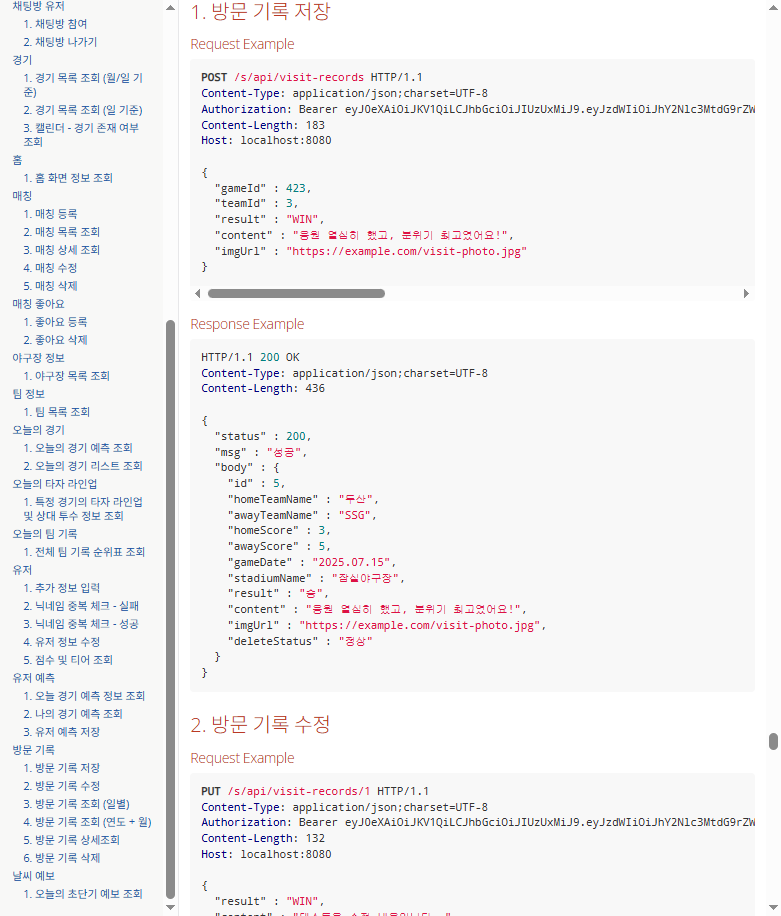 채팅방 유저
1. 채팅방 참여
2. 채팅방 나가기
경기
1. 경기 목록 조회 (월/일 기
준)
2. 경기 목록 조회 (일 기준)
3. 캘린더 - 경기 존재 여부
조회
홈
1. 홈 화면 정보 조회
매칭
1. 매칭 등록
2. 매칭 목록 조회
3. 매칭 상세 조회
4. 매칭 수정
5. 매칭 삭제
매칭 좋아요
1. 좋아요 등록
2. 좋아요 삭제
야구장 정보
1. 야구장 목록 조회
팀 정보
1. 팀 목록 조회
오늘의 경기
1. 오늘의 경기 예측 조회
2. 오늘의 경기 리스트 조회
오늘의 타자 라인업
1. 특정 경기의 타자 라인업
및 상대 투수 정보 조회
오늘의 팀 기록
1. 전체 팀 기록 순위표 조회
유저
1. 추가 정보 입력
2. 닉네임 중복 체크 - 실패
3. 닉네임 중복 체크 - 성공
4. 유저 정보 수정
5. 점수 및 티어 조회
유저 예측
1. 오늘 경기 예측 정보 조회
2. 나의 경기 예측 조회
3. 유저 예측 저장
방문 기록
1. 방문 기록 저장
2. 방문 기록 수정
3. 방문 기록 조회 (일별)
4. 방문 기록 조회 (연도 + 월)
5. 방문 기록 상세조회
6. 방문 기록 삭제
날씨 예보
1. 오늘의 초단기 예보 조회
1. 방문 기록 저장
Request Example
POST /s/api/visit-records HTTP/1.1
Content-Type: application/json;charset=UTF-8
Authorization: Bearer eyJ0eXAiOiJKV1QiLCJhbGciOiJIUzUxMiJ9.eyJzdWIiOiJhY2Nlc3MtdG9rZW
Content-Length: 183
Host: localhost:8080
{
"gameId" : 423,
"teamId" : 3,
"result" : "WIN",
"content" : "응원 열심히 했고, 분위기 최고였어요!",
"imgUrl" : "https://example.com/visit-photo.jpg"
}
Response Example
HTTP/1.1 200 OK
Content-Type: application/json;charset=UTF-8
Content-Length: 436
{
"status" : 200,
"msg" : "성공",
"body" : {
"id" : 5,
"homeTeamName" : "두산",
"awayTeamName" : "SSG",
"homeScore" : 3,
"awayScore" : 5,
"gameDate" : "2025.07.15",
"stadiumName" : "잠실야구장",
"result" : "승",
"content" : "응원 열심히 했고, 분위기 최고였어요!",
"imgUrl" : "https://example.com/visit-photo.jpg",
"deleteStatus" : "정상"
}
}
2. 방문 기록 수정
Request Example
PUT /s/api/visit-records/1 HTTP/1.1
Content-Type: application/json;charset=UTF-8
Authorization: Bearer eyJ0eXAiOiJKV1QiLCJhbGciOiJIUzUxMiJ9.eyJzdWIiOiJhY2Nlc3MtdG9rZW
Content-Length: 132
Host: localhost:8080
{
"result" : "WIN",